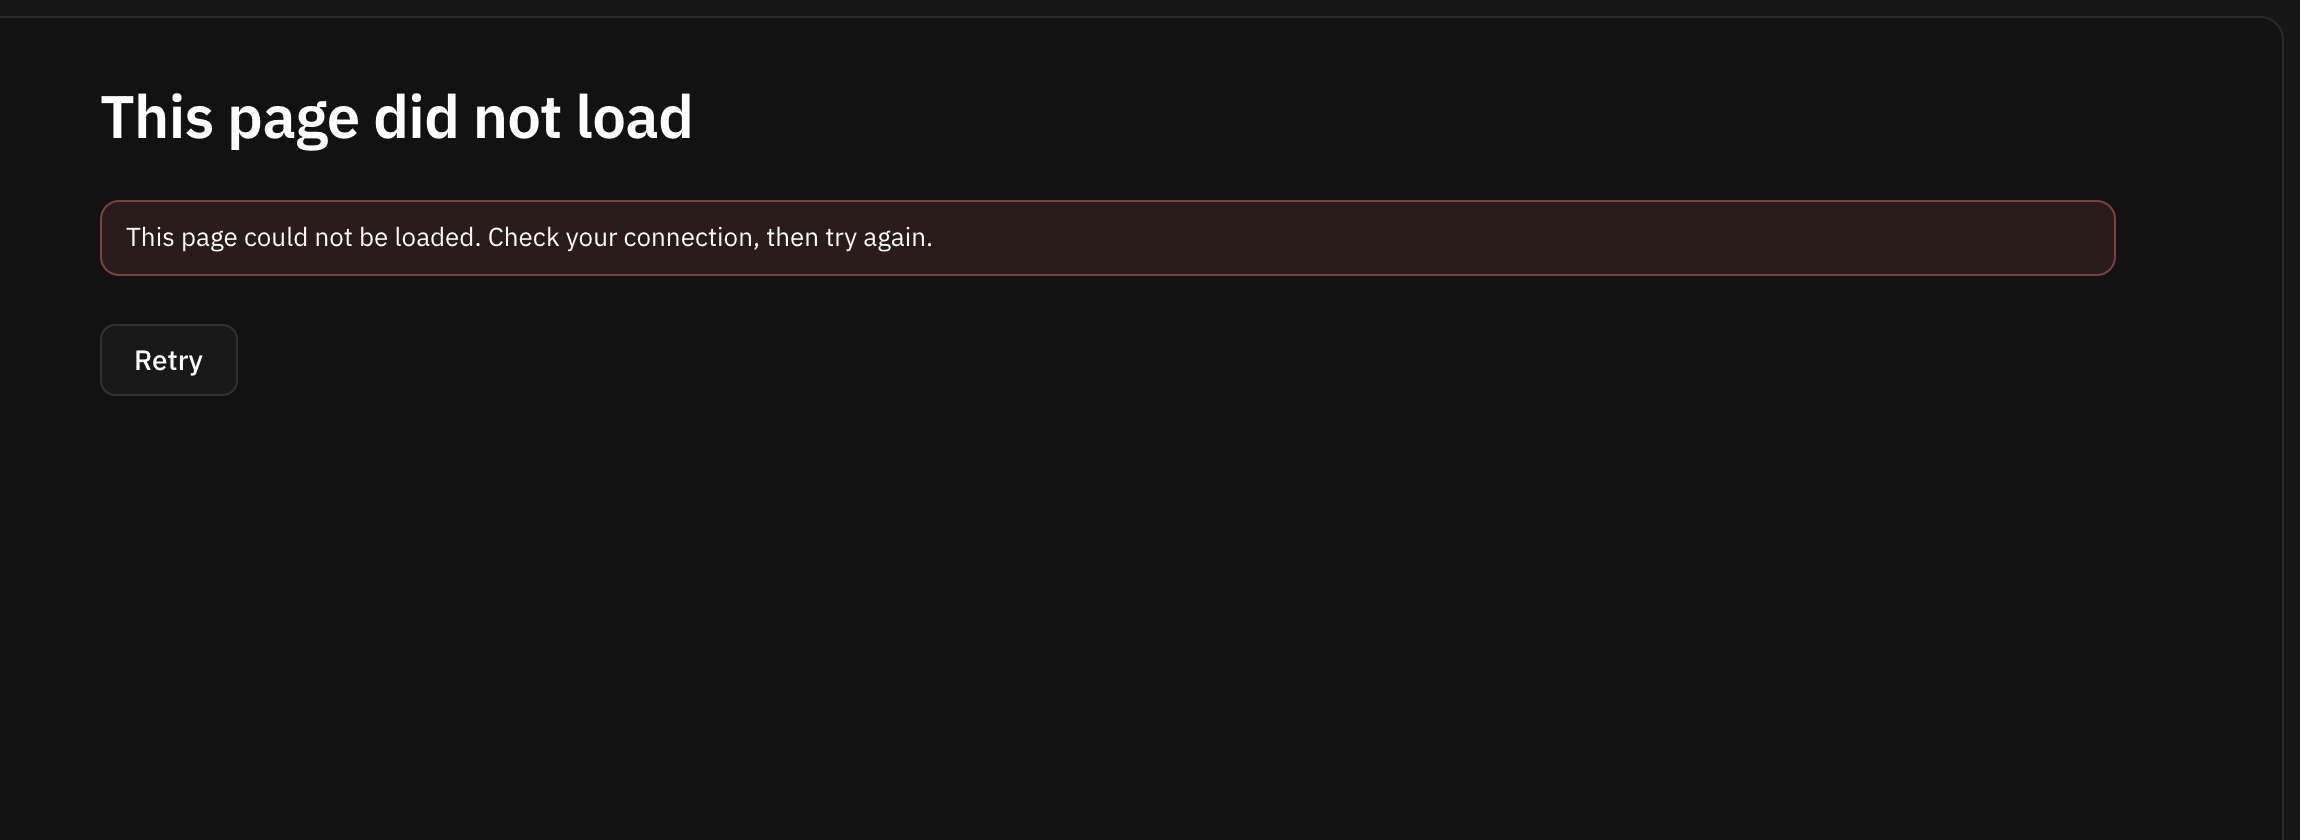 This page did not load
This page could not be loaded. Check your connection, then try again.
Retry